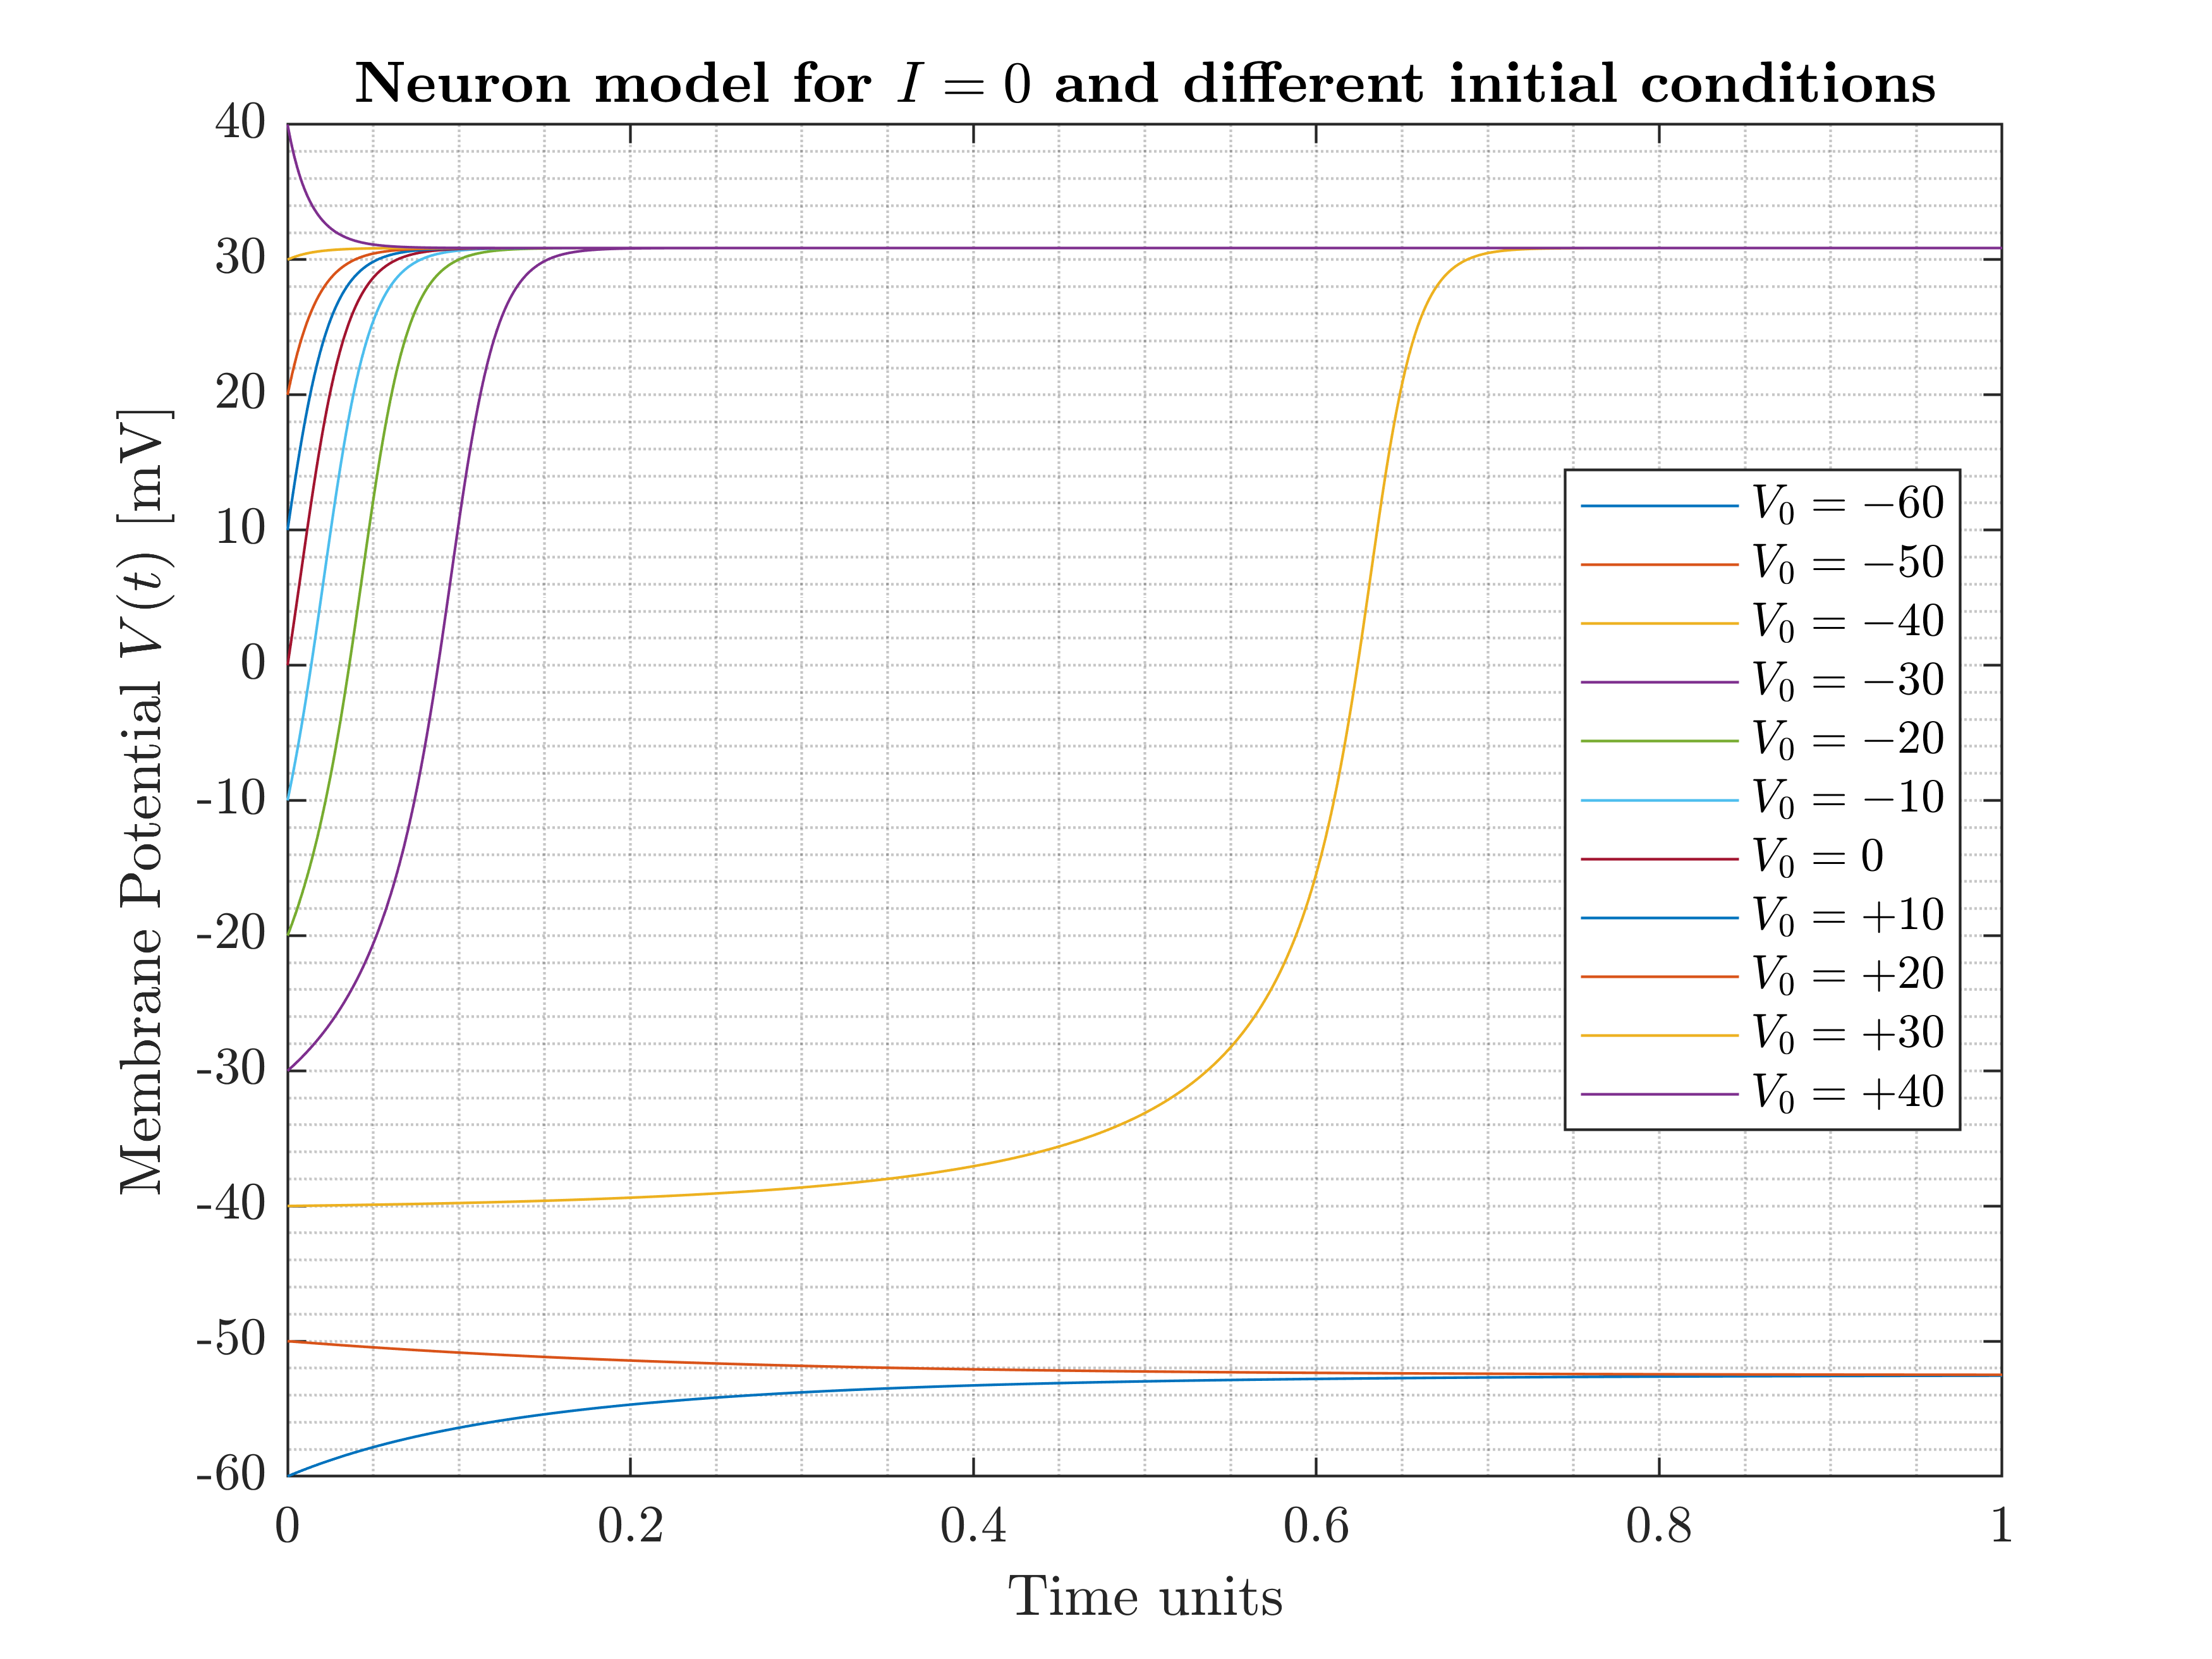 Neuron model for I = 0 and different initial conditions
40
30
20
10
0
-10
-20
-30
-40
-50
-60
Membrane Potential V(t) [mV]
V₀ = −60
V₀ = −50
V₀ = −40
V₀ = −30
V₀ = −20
V₀ = −10
V₀ = 0
V₀ = +10
V₀ = +20
V₀ = +30
V₀ = +40
0 0.2 0.4 0.6 0.8 1
Time units